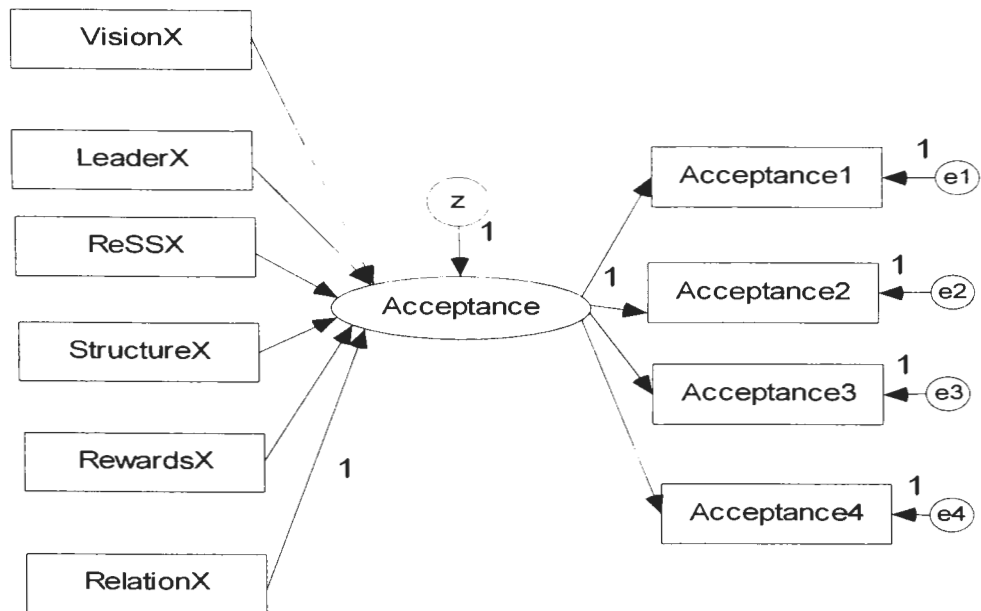 VisionX
LeaderX
ReSSX
StructureX
RewardsX
RelationX
1
z
1
Acceptance
1
Acceptance1
1
e1
Acceptance2
1
e2
Acceptance3
1
e3
Acceptance4
1
e4